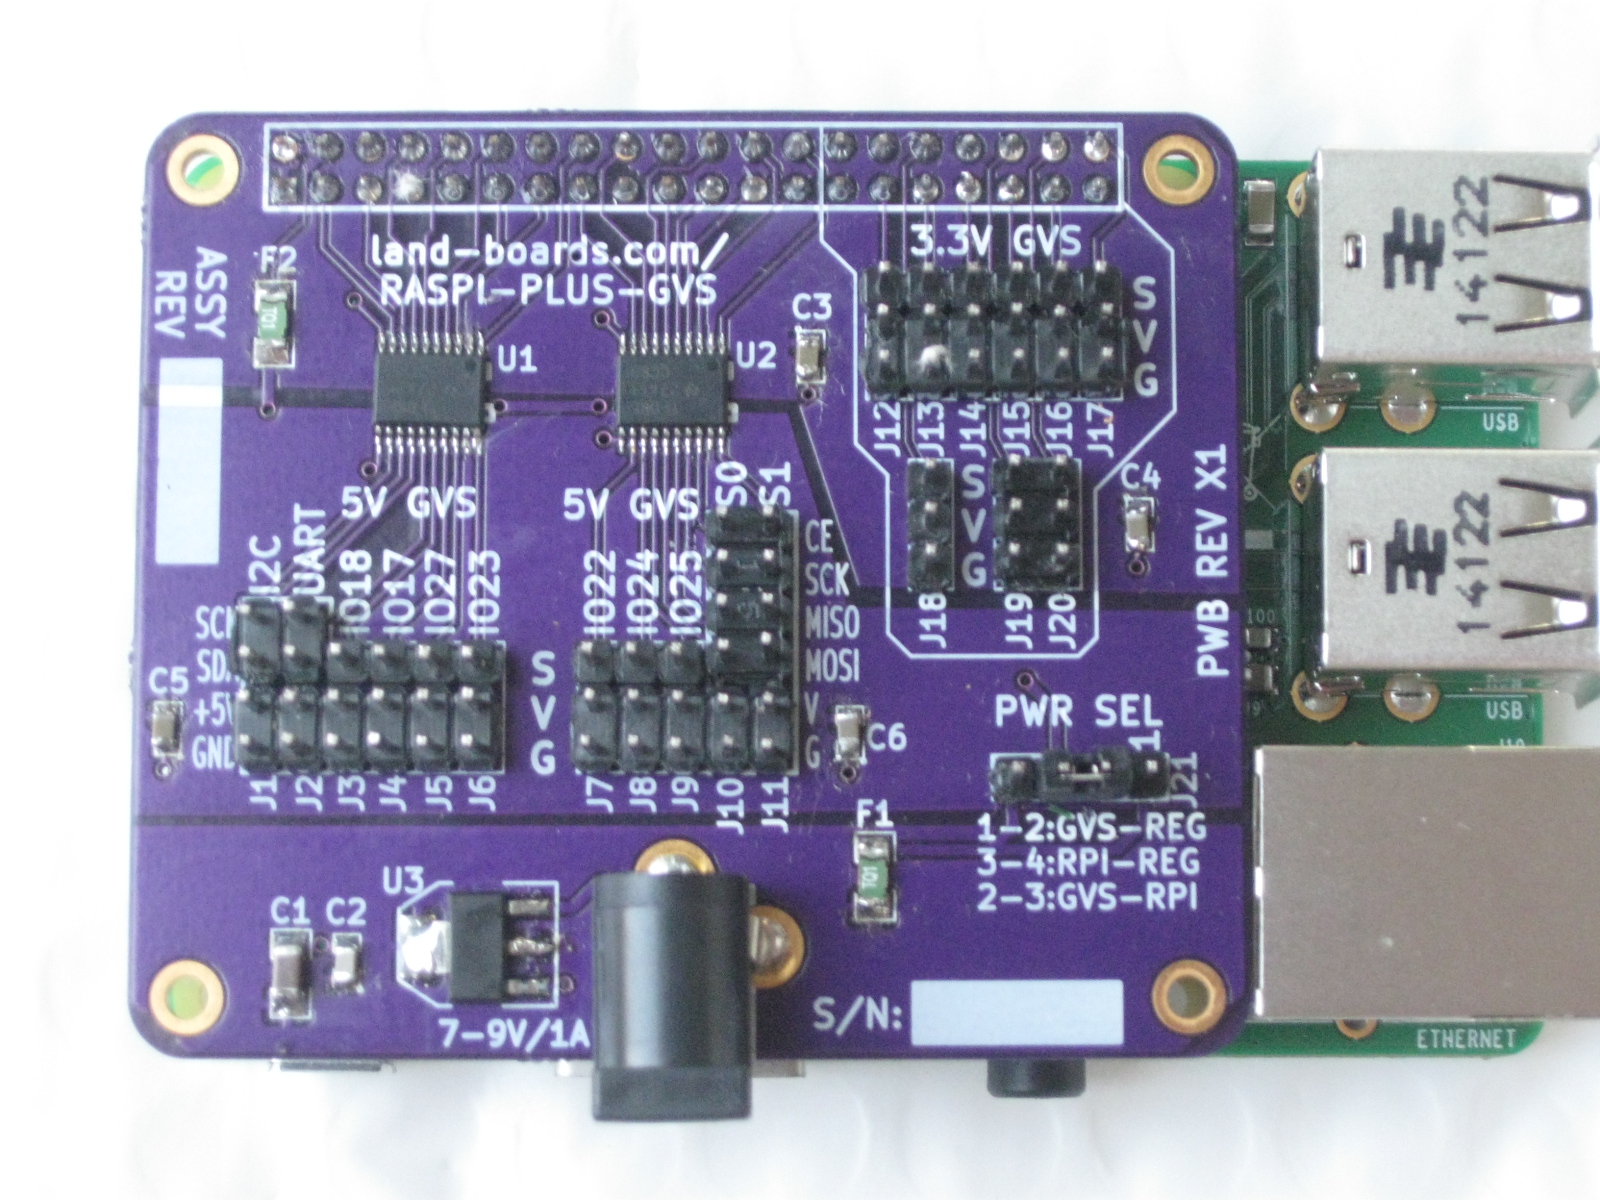 land-boards.com/
RASPI-PLUS-GVS
ASSY
REV
F2
TQ1
U1
U2
C3
3.3V GVS
S
V
G
J12
J13
J14
J15
J16
J17
S
V
G
J18
J19
J20
C4
PWB REV X1
5V GVS
I2C
UART
IO18
IO17
IO27
IO23
SCK
SDA
+5V
GND
C5
S
V
G
J1
J2
J3
J4
J5
J6
5V GVS
IO22
IO24
IO25
S0
S1
CE
SCK
MISO
MOSI
V
G
C6
J7
J8
J9
J10
J11
PWR SEL
1
J21
1-2:GVS-REG
3-4:RPI-REG
2-3:GVS-RPI
F1
TQ1
U3
C1
C2
7-9V/1A
S/N:
14122
USB
14122
USB
ETHERNET